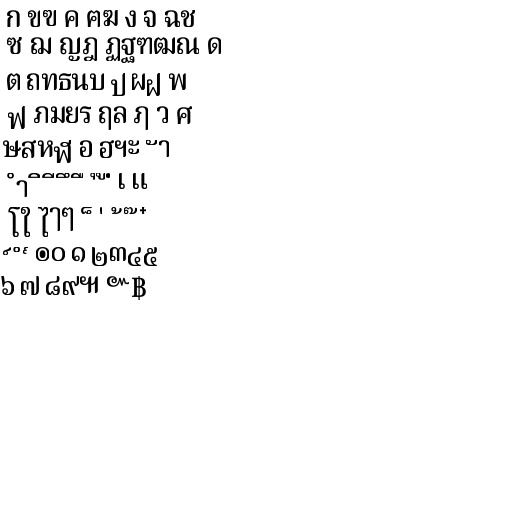 ก ขฃ ค ฅฆ ง จ ฉช
ซ ฌ ญฎ ฏฐฑฒณ ด
ต ถทธนบ ป ผฝ พ
ฟ ภมยร ฤล ฦ ว ศ
ษสหฬ อ ฮฯะ ั า
ำ ิ ี ึ ื ุ ู ฺ เ แ
โใ ไๅๆ ็ ่ ้ ๊ ๋
์ ํ ๎ ๏๐ ๑ ๒๓๔๕
๖ ๗ ๘๙๚ ๛฿